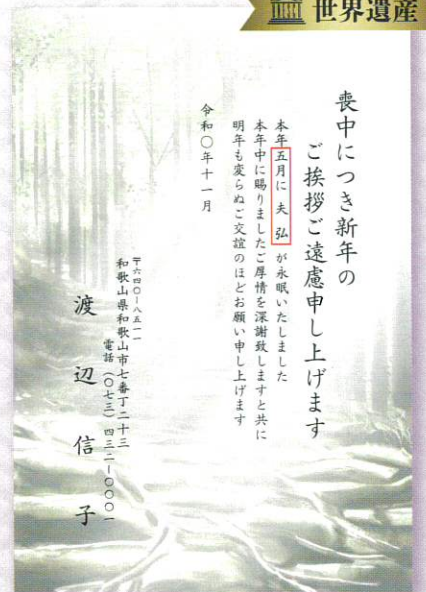 世界遺産
喪中につき新年の
ご挨拶ご遠慮申し上げます
本年五月に 夫 弘 が永眠いたしました
本年中に賜りましたご厚情を深謝致しますと共に
明年も変らぬご交誼のほどお願い申し上げます
令和〇年十一月
〒六四〇-八五一一
和歌山県和歌山市七番丁二十三
電話(〇七三)四三二-〇〇〇一
渡辺信子